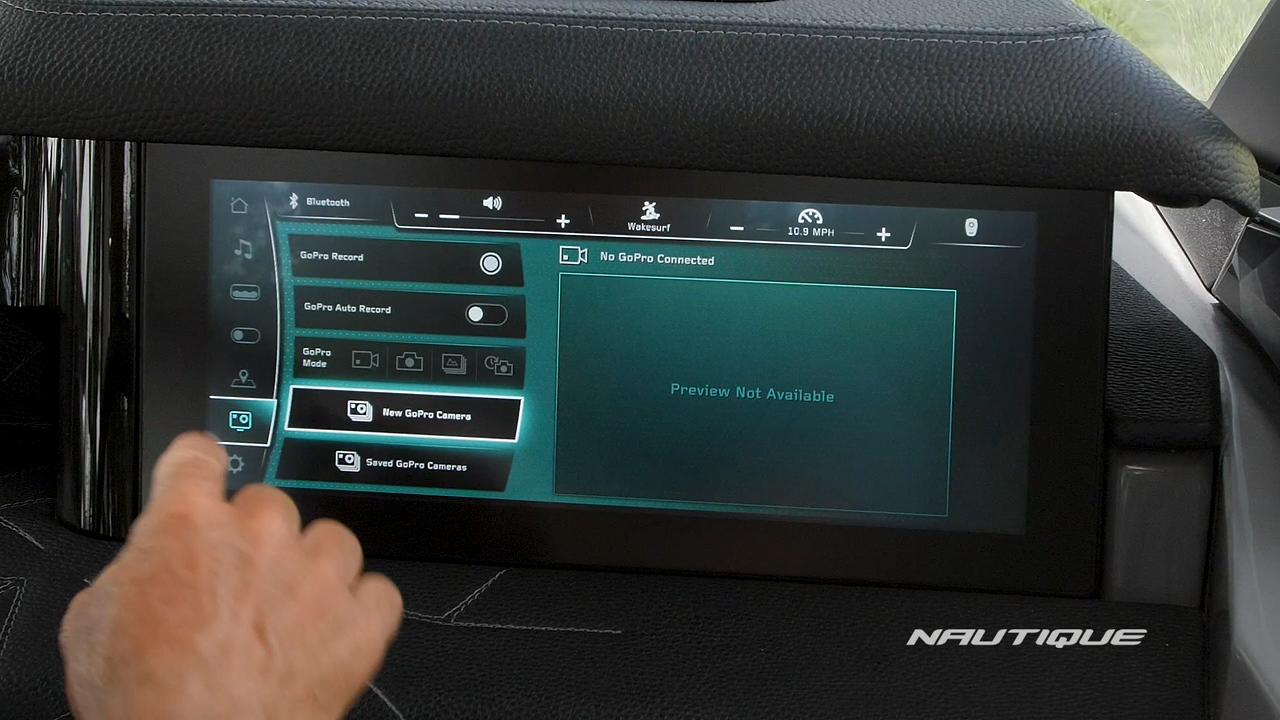 Bluetooth
Wakesurf
10.9 MPH
GoPro Record
No GoPro Connected
GoPro Auto Record
GoPro
Mode
Preview Not Available
New GoPro Camera
Saved GoPro Cameras
NAUTIQUE